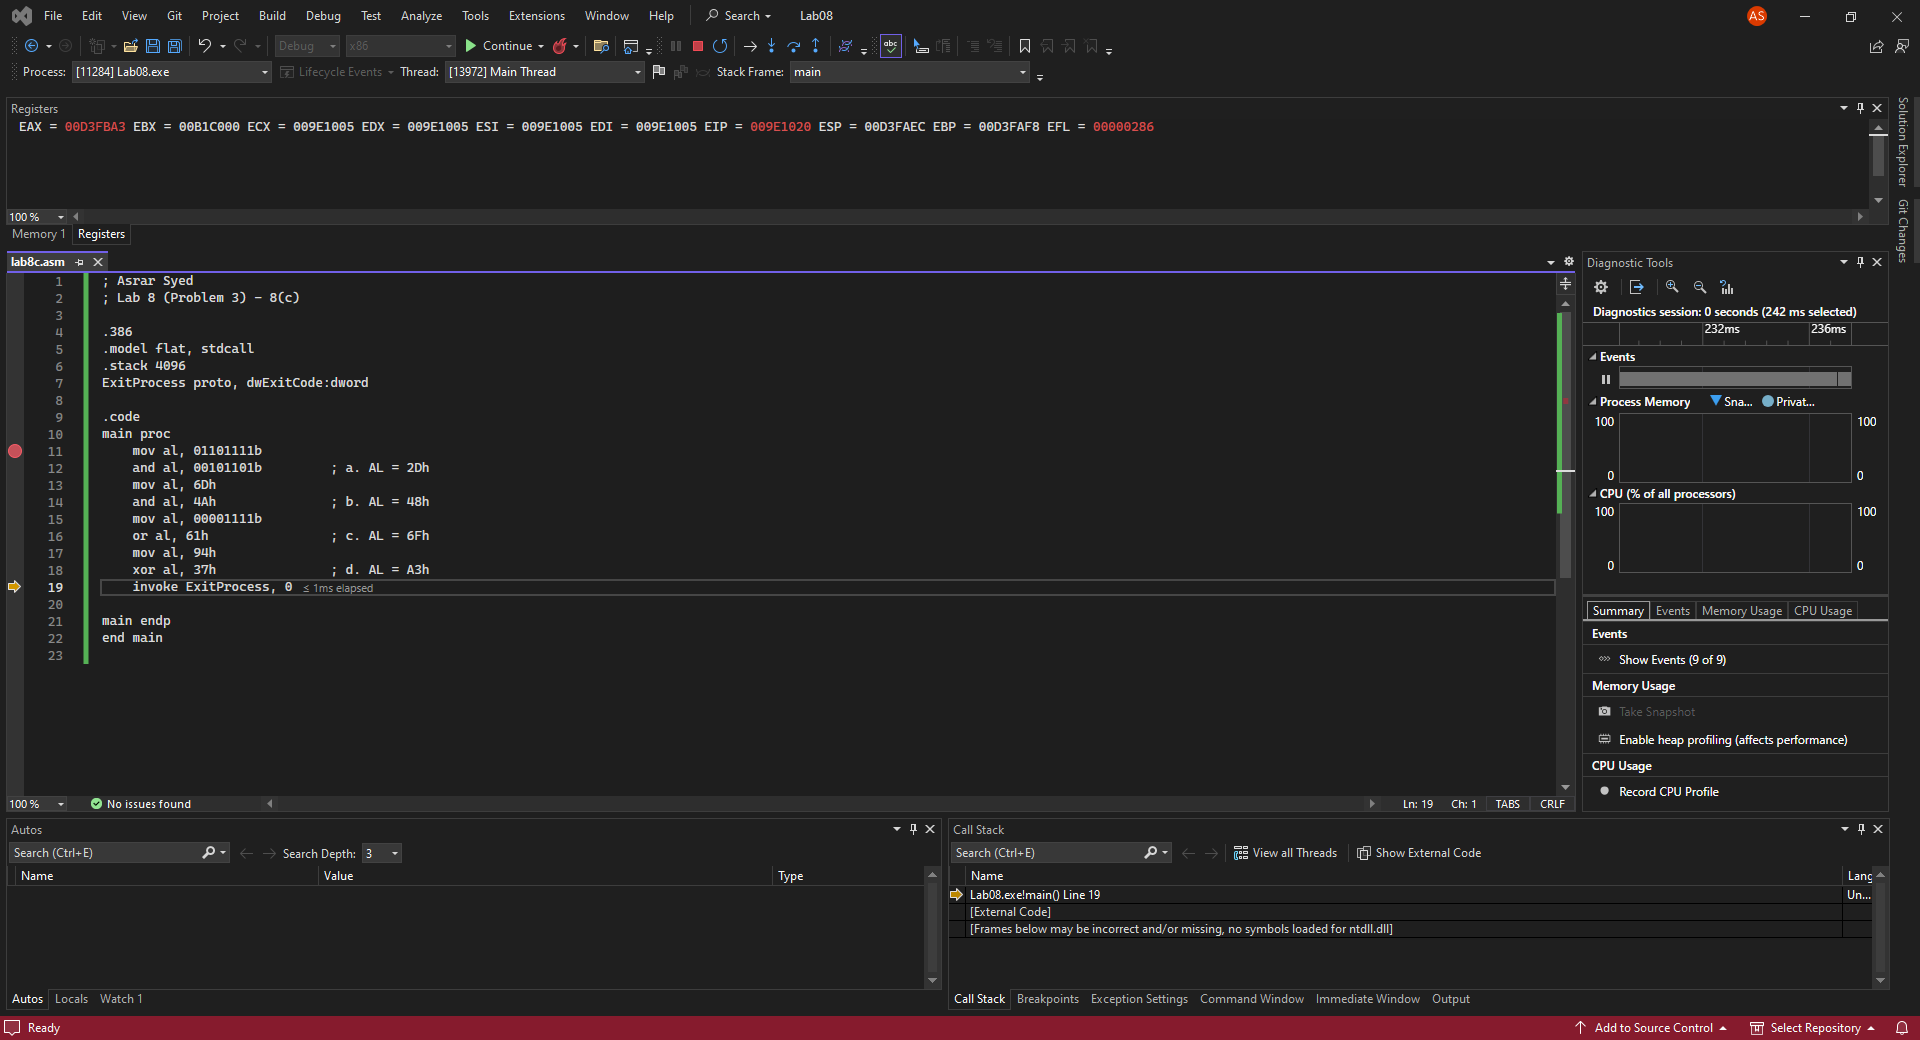 File Edit View Git Project Build Debug Test Analyze Tools Extensions Window Help Search Lab08 AS
Debug x86 Continue
Process: [11284] Lab08.exe Lifecycle Events Thread: [13972] Main Thread Stack Frame: main
Registers
EAX = 00D3FBA3 EBX = 00B1C000 ECX = 009E1005 EDX = 009E1005 ESI = 009E1005 EDI = 009E1005 EIP = 009E1020 ESP = 00D3FAEC EBP = 00D3FAF8 EFL = 00000286
100 %
Memory 1 Registers
Solution Explorer
Git Changes
lab8c.asm
1 ; Asrar Syed
2 ; Lab 8 (Problem 3) - 8(c)
3
4 .386
5 .model flat, stdcall
6 .stack 4096
7 ExitProcess proto, dwExitCode:dword
8
9 .code
10 main proc
11 mov al, 01101111b
12 and al, 00101101b ; a. AL = 2Dh
13 mov al, 6Dh
14 and al, 4Ah ; b. AL = 48h
15 mov al, 00001111b
16 or al, 61h ; c. AL = 6Fh
17 mov al, 94h
18 xor al, 37h ; d. AL = A3h
19 invoke ExitProcess, 0 ≤ 1ms elapsed
20
21 main endp
22 end main
23
100 % No issues found Ln: 19 Ch: 1 TABS CRLF
Diagnostic Tools
Diagnostics session: 0 seconds (242 ms selected)
232ms 236ms
Events
Process Memory Sna... Privat...
100 100
0 0
CPU (% of all processors)
100 100
0 0
Summary Events Memory Usage CPU Usage
Events
Show Events (9 of 9)
Memory Usage
Take Snapshot
Enable heap profiling (affects performance)
CPU Usage
Record CPU Profile
Autos
Search (Ctrl+E) Search Depth: 3
Name Value Type
Autos Locals Watch 1
Call Stack
Search (Ctrl+E) View all Threads Show External Code
Name Lang
Lab08.exe!main() Line 19 Un...
[External Code]
[Frames below may be incorrect and/or missing, no symbols loaded for ntdll.dll]
Call Stack Breakpoints Exception Settings Command Window Immediate Window Output
Ready Add to Source Control Select Repository